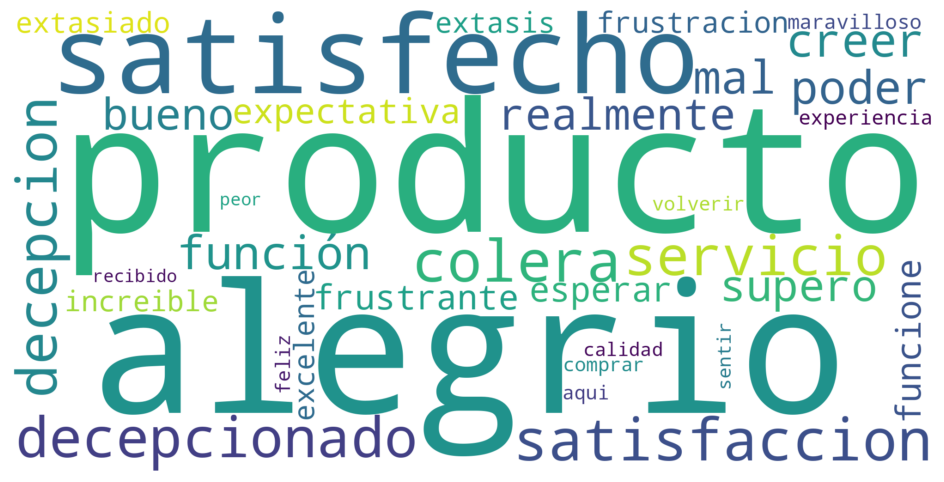 extasiado
satisfecho
extasis
frustracion
maravilloso
creer
mal
poder
decepcion
bueno
expectativa
realmente
experiencia
producto
peor
volverir
función
colera
servicio
recibido
increible
excelente
frustrante
esperar
supero
funcione
alegrio
feliz
calidad
comprar
aqui
sentir
decepcionado
satisfaccion